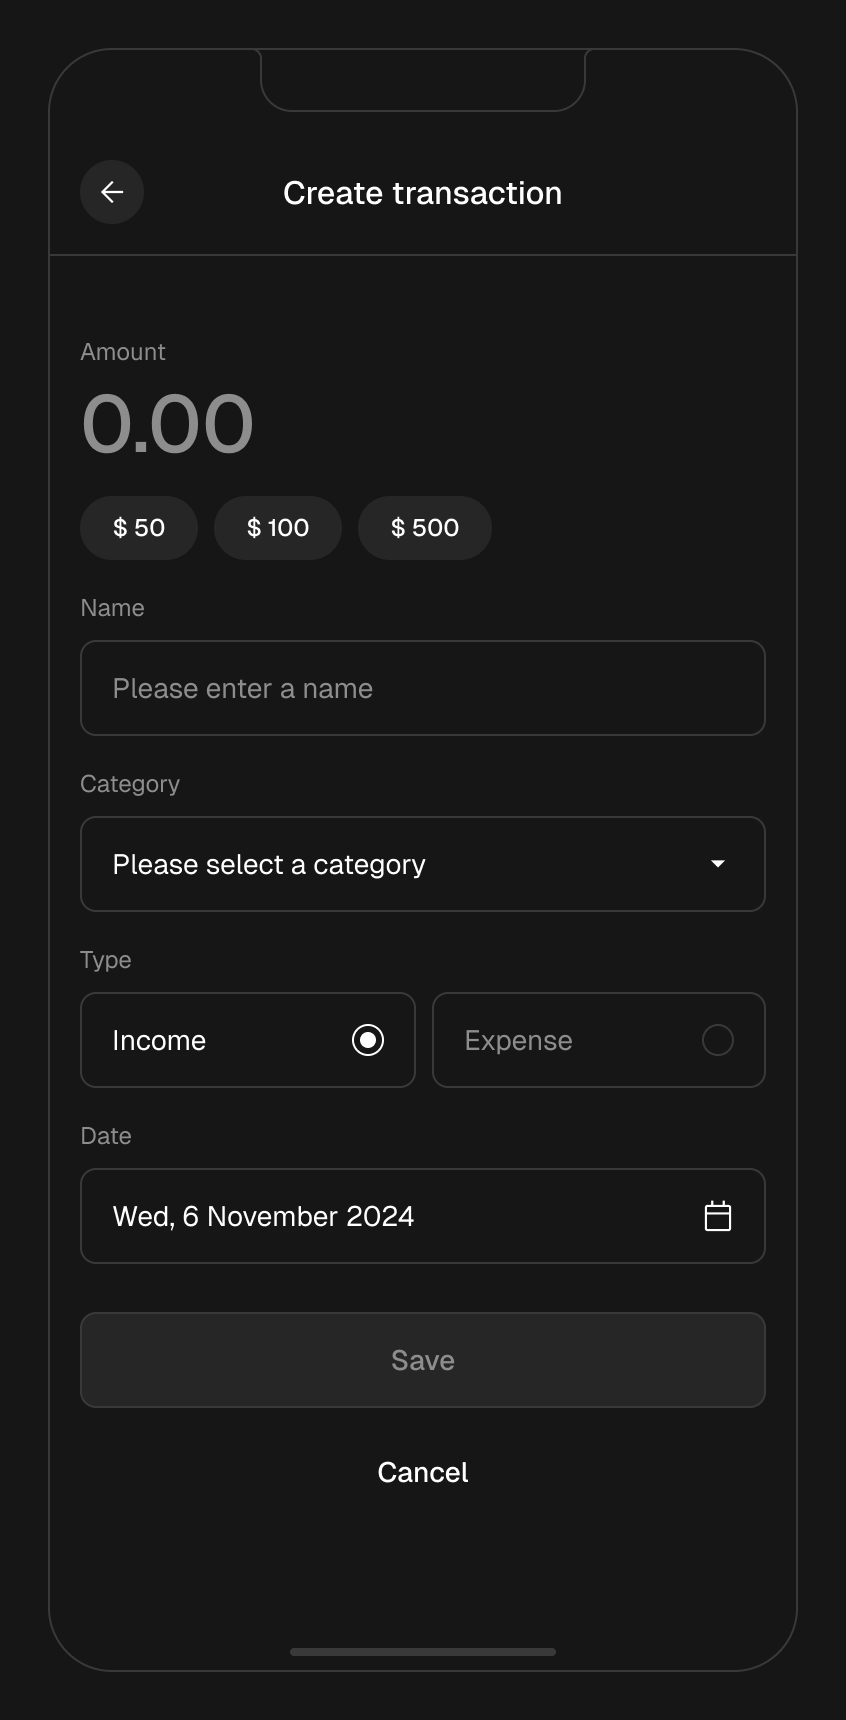 Create transaction
Amount
0.00
$ 50 $ 100 $ 500
Name
Please enter a name
Category
Please select a category
Type
Income Expense
Date
Wed, 6 November 2024
Save
Cancel